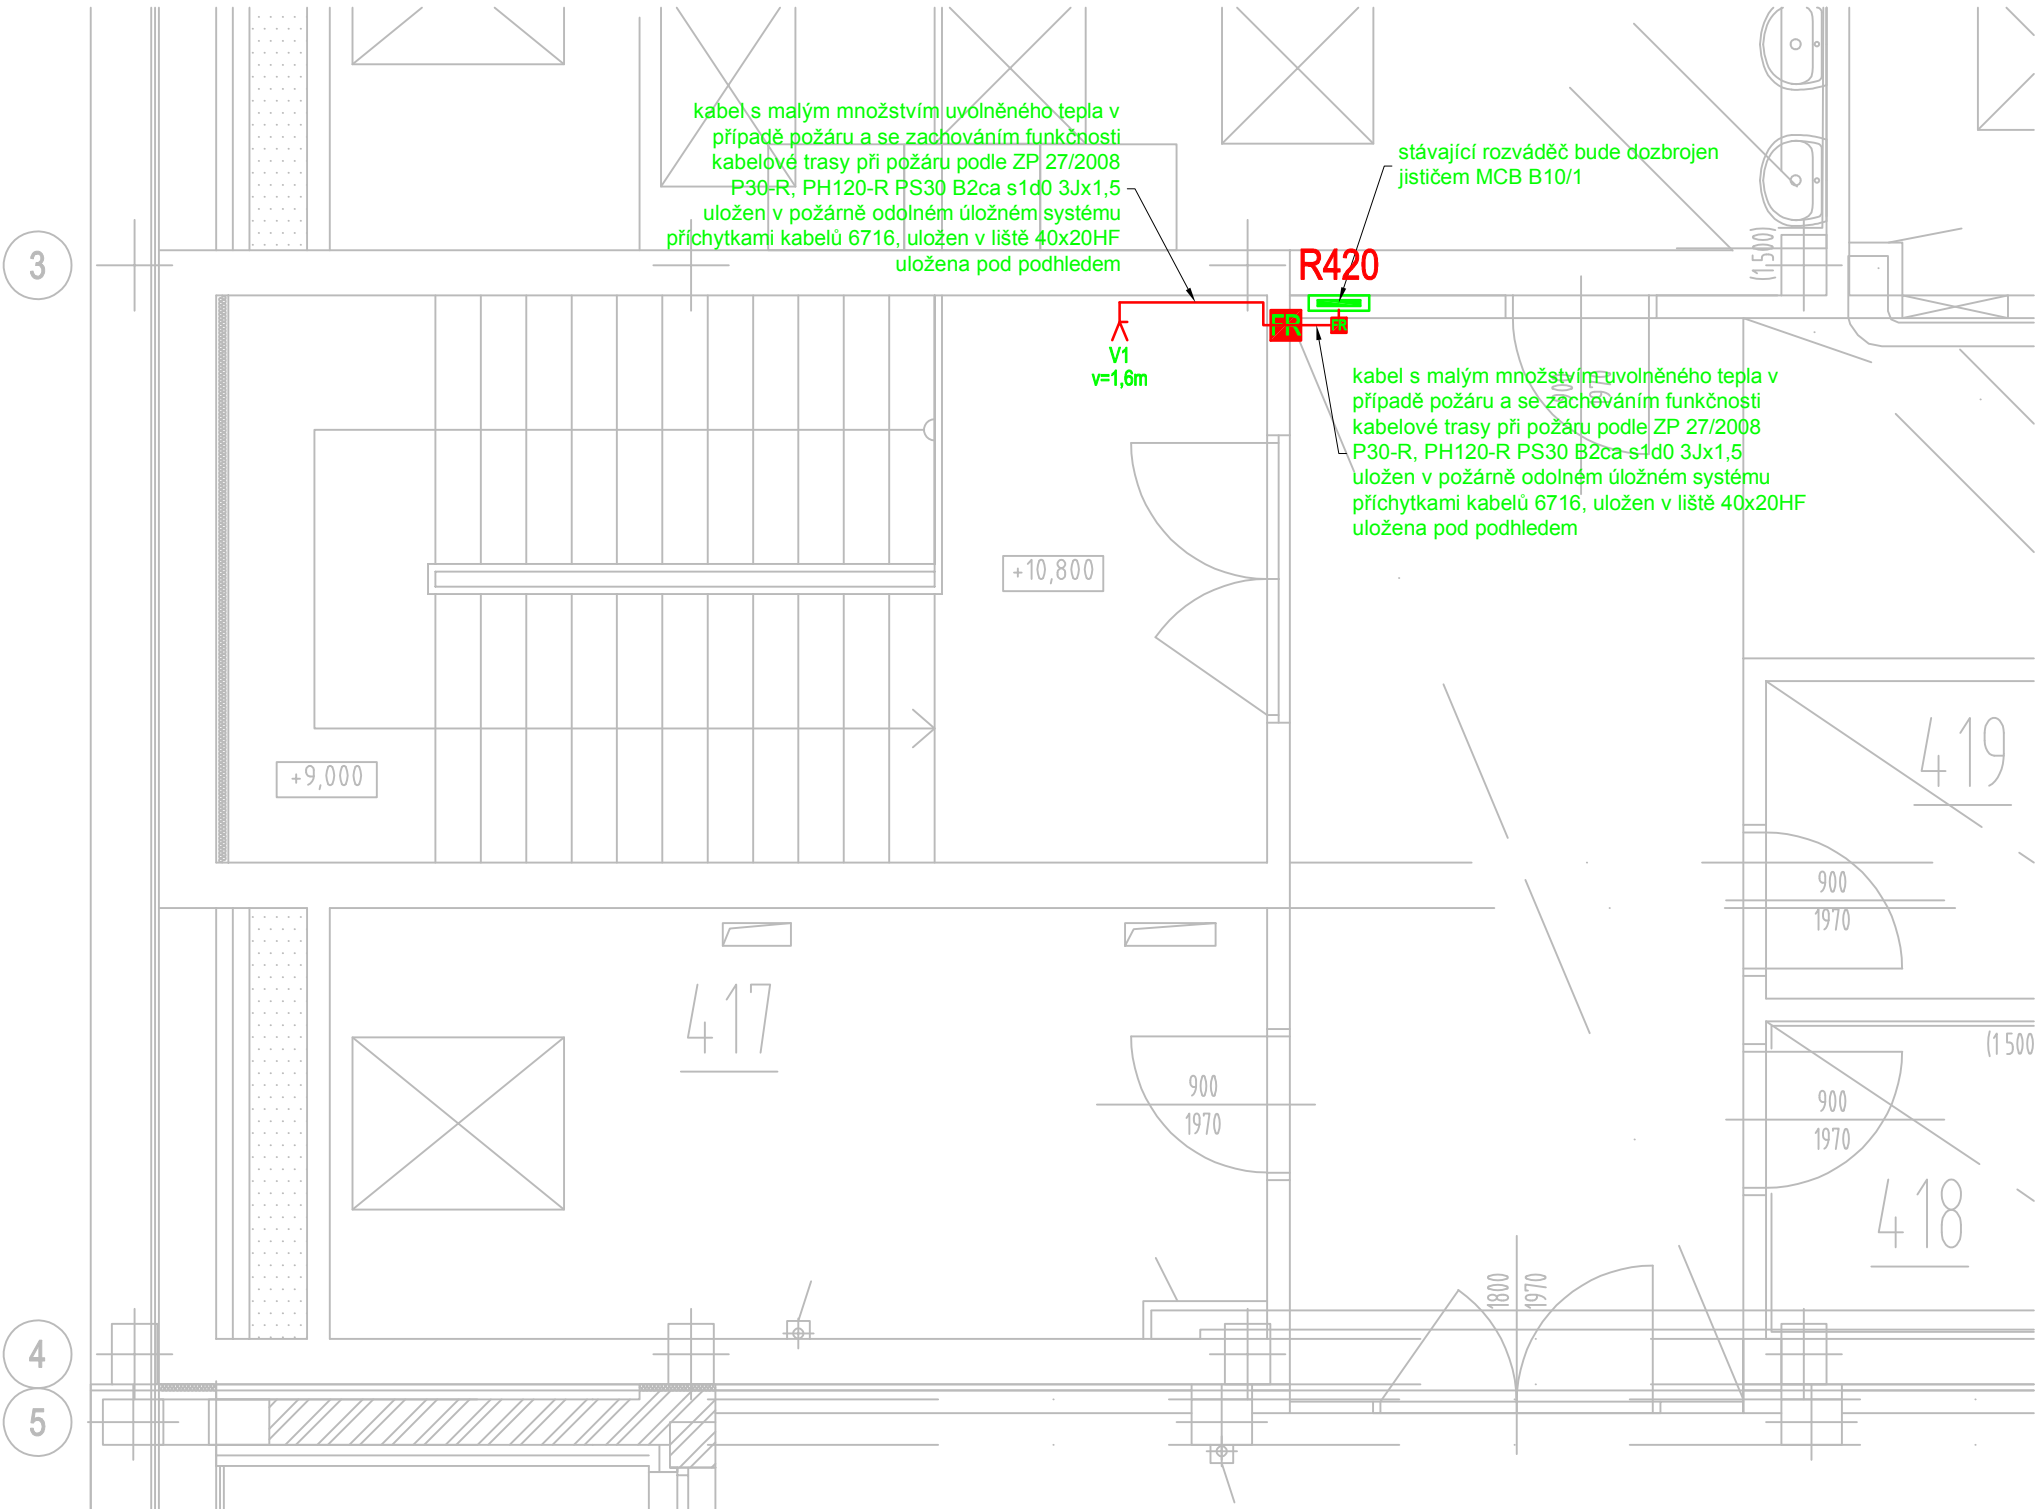 kabel s malým množstvím uvolněného tepla v
případě požáru a se zachováním funkčnosti
kabelové trasy při požáru podle ZP 27/2008
P30-R, PH120-R PS30 B2ca s1d0 3Jx1,5
uložen v požárně odolném úložném systému
příchytkami kabelů 6716, uložen v liště 40x20HF
uložena pod podhledem
stávající rozváděč bude dozbrojen
jističem MCB B10/1
(1500)
3
R420
FR
FR
V1
v=1,6m
kabel s malým množstvím uvolněného tepla v
případě požáru a se zachováním funkčnosti
kabelové trasy při požáru podle ZP 27/2008
P30-R, PH120-R PS30 B2ca s1d0 3Jx1,5
uložen v požárně odolném úložném systému
příchytkami kabelů 6716, uložen v liště 40x20HF
uložena pod podhledem
+10,800
+9,000
419
900
1970
417
(1500
900
1970
900
1970
418
1800
1970
4
5